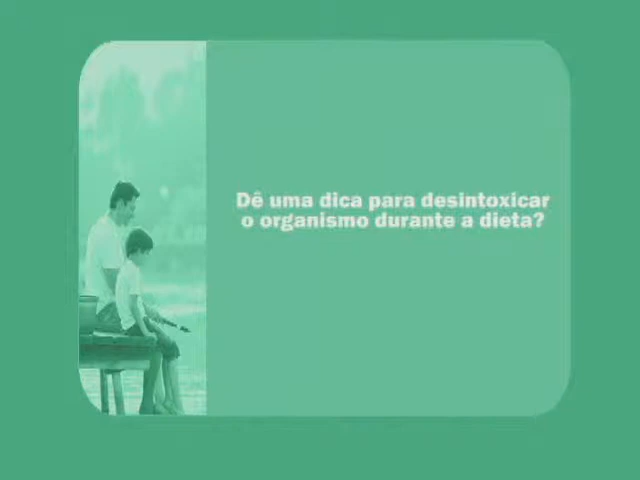 Dê uma dica para desintoxicar
o organismo durante a dieta?